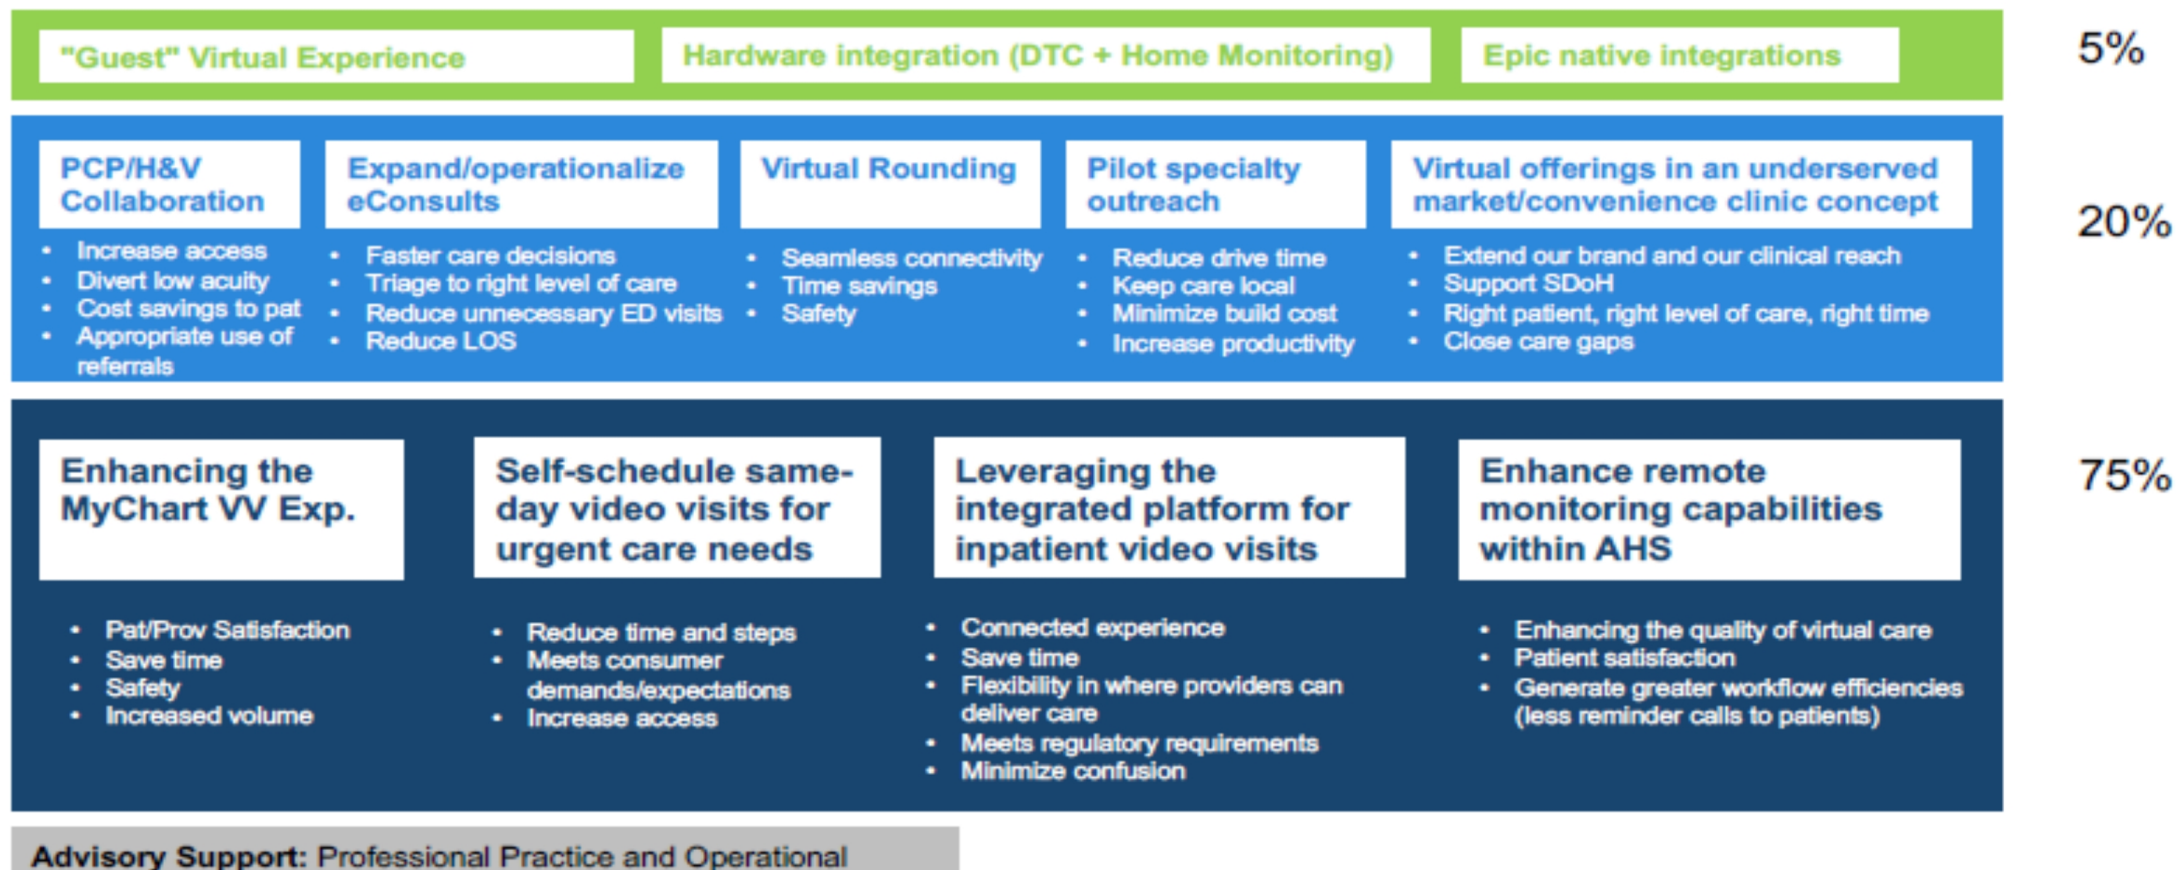 "Guest" Virtual Experience
Hardware integration (DTC + Home Monitoring)
Epic native integrations
5%
PCP/H&V
Collaboration
• Increase access
• Divert low acuity
• Cost savings to pat
• Appropriate use of
referrals
Expand/operationalize
eConsults
• Faster care decisions
• Triage to right level of care
• Reduce unnecessary ED visits
• Reduce LOS
Virtual Rounding
• Seamless connectivity
• Time savings
• Safety
Pilot specialty
outreach
• Reduce drive time
• Keep care local
• Minimize build cost
• Increase productivity
Virtual offerings in an underserved
market/convenience clinic concept
• Extend our brand and our clinical reach
• Support SDoH
• Right patient, right level of care, right time
• Close care gaps
20%
Enhancing the
MyChart VV Exp.
• Pat/Prov Satisfaction
• Save time
• Safety
• Increased volume
Self-schedule same-
day video visits for
urgent care needs
• Reduce time and steps
• Meets consumer
demands/expectations
• Increase access
Leveraging the
integrated platform for
inpatient video visits
• Connected experience
• Save time
• Flexibility in where providers can
deliver care
• Meets regulatory requirements
• Minimize confusion
Enhance remote
monitoring capabilities
within AHS
• Enhancing the quality of virtual care
• Patient satisfaction
• Generate greater workflow efficiencies
(less reminder calls to patients)
75%
Advisory Support: Professional Practice and Operational